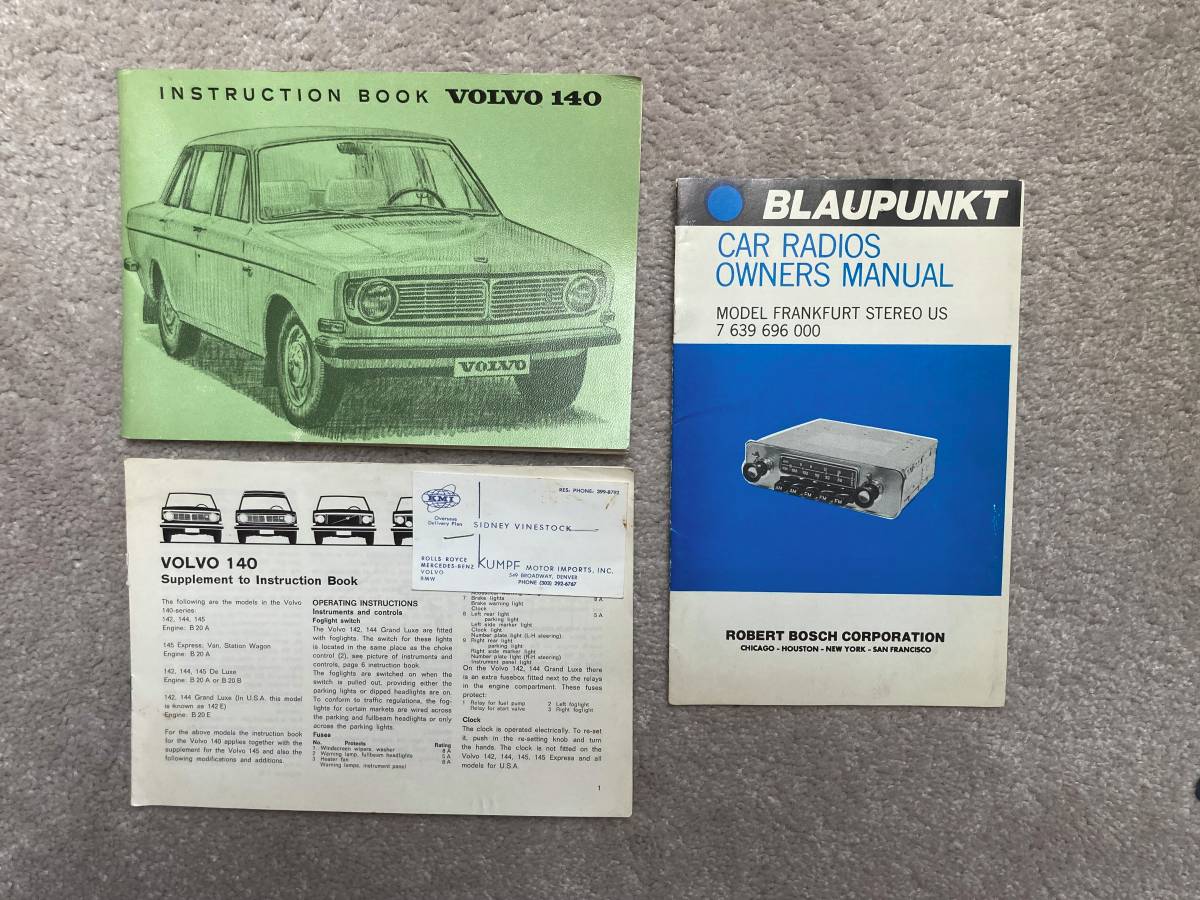 INSTRUCTION BOOK VOLVO 140
VOLVO
BLAUPUNKT
CAR RADIOS
OWNERS MANUAL
MODEL FRANKFURT STEREO US
7 639 696 000
ROBERT BOSCH CORPORATION
CHICAGO - HOUSTON - NEW YORK - SAN FRANCISCO
VOLVO 140
Supplement to Instruction Book
The following are the models in the Volvo
140-series:
142, 144, 145
Engine: B 20 A
145 Express; Van, Station Wagon
Engine: B 20 A
142, 144, 145 De Luxe
Engine: B 20 A or B 20 B
142, 144 Grand Luxe (In U.S.A. this model
is known as 142 E)
Engine: B 20 E
For the above models the instruction book
for the Volvo 140 applies together with the
supplement for the Volvo 145 and also the
following modifications and additions.
OPERATING INSTRUCTIONS
Instruments and controls
Foglight switch
The Volvo 142, 144 Grand Luxe are fitted
with foglights. The switch for these lights
is located in the same place as the choke
control (2), see picture of instruments and
controls, page 6 instruction book.
The foglights are switched on when the
switch is pulled out, providing either the
parking lights or dipped headlights are on.
To conform to traffic regulations, the fog-
lights for certain markets are wired across
the parking and fullbeam headlights or only
across the parking lights.
Fuses
No. Protects Rating
1 Windscreen wipers, washer 8 A
2 Warning lamp, fullbeam headlights 5 A
3 Heater fan 8 A
Warning lamps, instrument panel
KMI
Overseas
Delivery Plan
RES: PHONE: 399-8792
SIDNEY VINESTOCK
ROLLS ROYCE
MERCEDES-BENZ
VOLVO
BMW
KUMPF MOTOR IMPORTS, INC.
549 BROADWAY, DENVER
PHONE (303) 292-6767
7 Brake lights 8 A
Brake warning light
Clock
8 Left rear light 5 A
parking light
Left side marker light
Clock light
Number plate light (L-H steering)
9 Right rear light
parking light
Right side marker light
Number plate light (R-H steering)
Instrument panel light
On the Volvo 142, 144 Grand Luxe there
is an extra fusebox fitted next to the relays
in the engine compartment. These fuses
protect:
1 Relay for fuel pump 2 Left foglight
Relay for start valve 3 Right foglight
Clock
The clock is operated electrically. To re-set
it, push in the re-setting knob and turn
the hands. The clock is not fitted on the
Volvo 142, 144, 145, 145 Express and all
models for U.S.A.
1